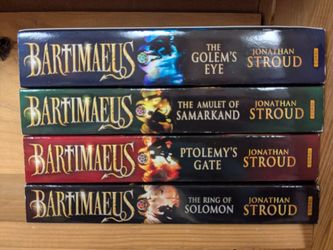 BARTIMAEUS
THE
GOLEM'S
EYE
JONATHAN
STROUD
BARTIMAEUS
THE AMULET OF
SAMARKAND
JONATHAN
STROUD
BARTIMAEUS
PTOLEMY'S
GATE
JONATHAN
STROUD
BARTIMAEUS
THE RING OF
SOLOMON
JONATHAN
STROUD